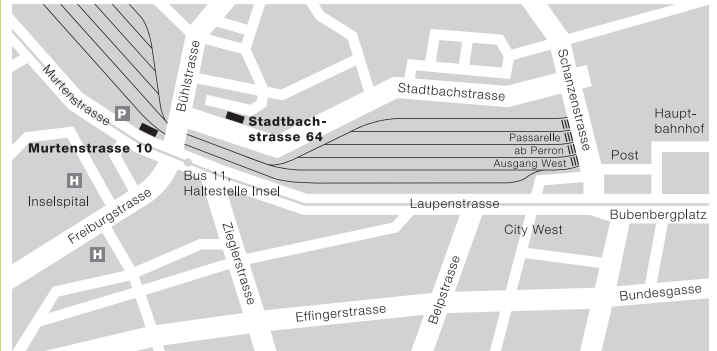 Murtenstrasse
P
Bühlstrasse
Stadtbach-
strasse 64
Stadtbachstrasse
Schanzenstrasse
Haupt-
bahnhof
Passarelle
ab Perron
Ausgang West
Post
Murtenstrasse 10
H
Inselspital
Bus 11,
Haltestelle Insel
Freiburgstrasse
H
Zieglerstrasse
Laupenstrasse
City West
Bubenbergplatz
Belpstrasse
Effingerstrasse
Bundesgasse